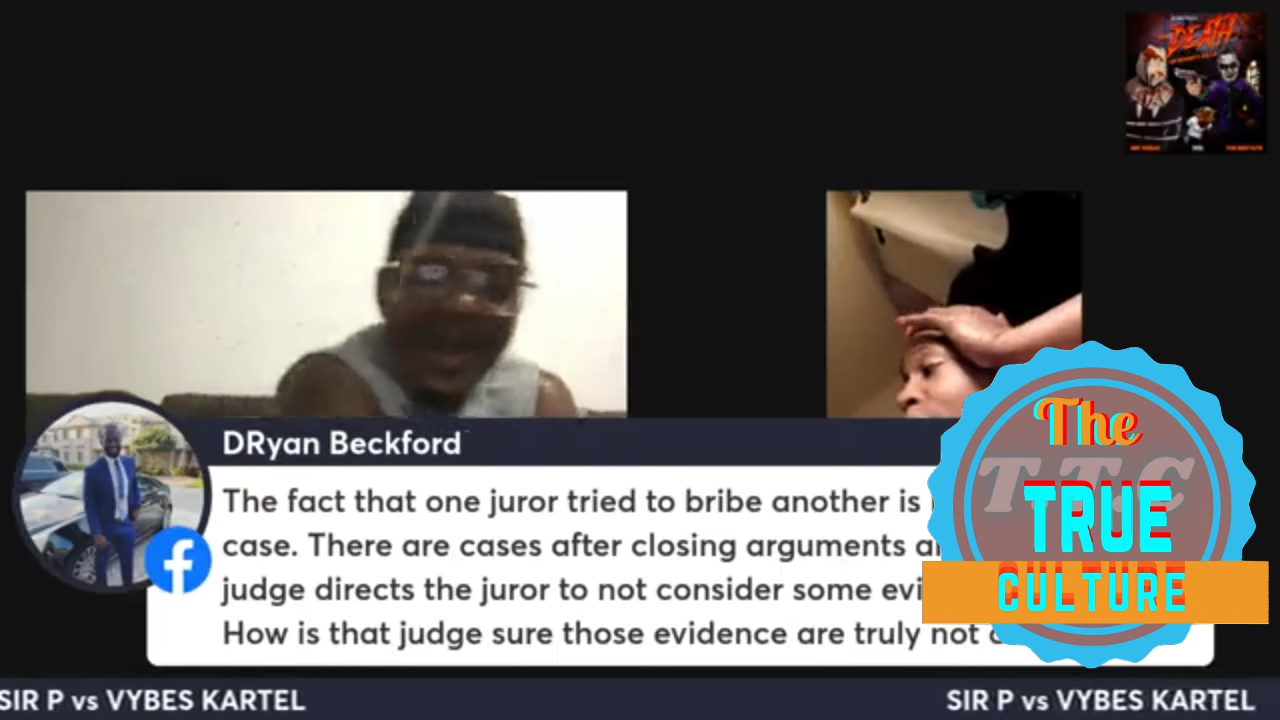 DEATH
DRyan Beckford
The fact that one juror tried to bribe another is
case. There are cases after closing arguments
judge directs the juror to not consider some
How is that judge sure those evidence are truly not
The
T.T.C
TRUE
CULTURE
SIR P vs VYBES KARTEL
SIR P vs VYBES KARTEL